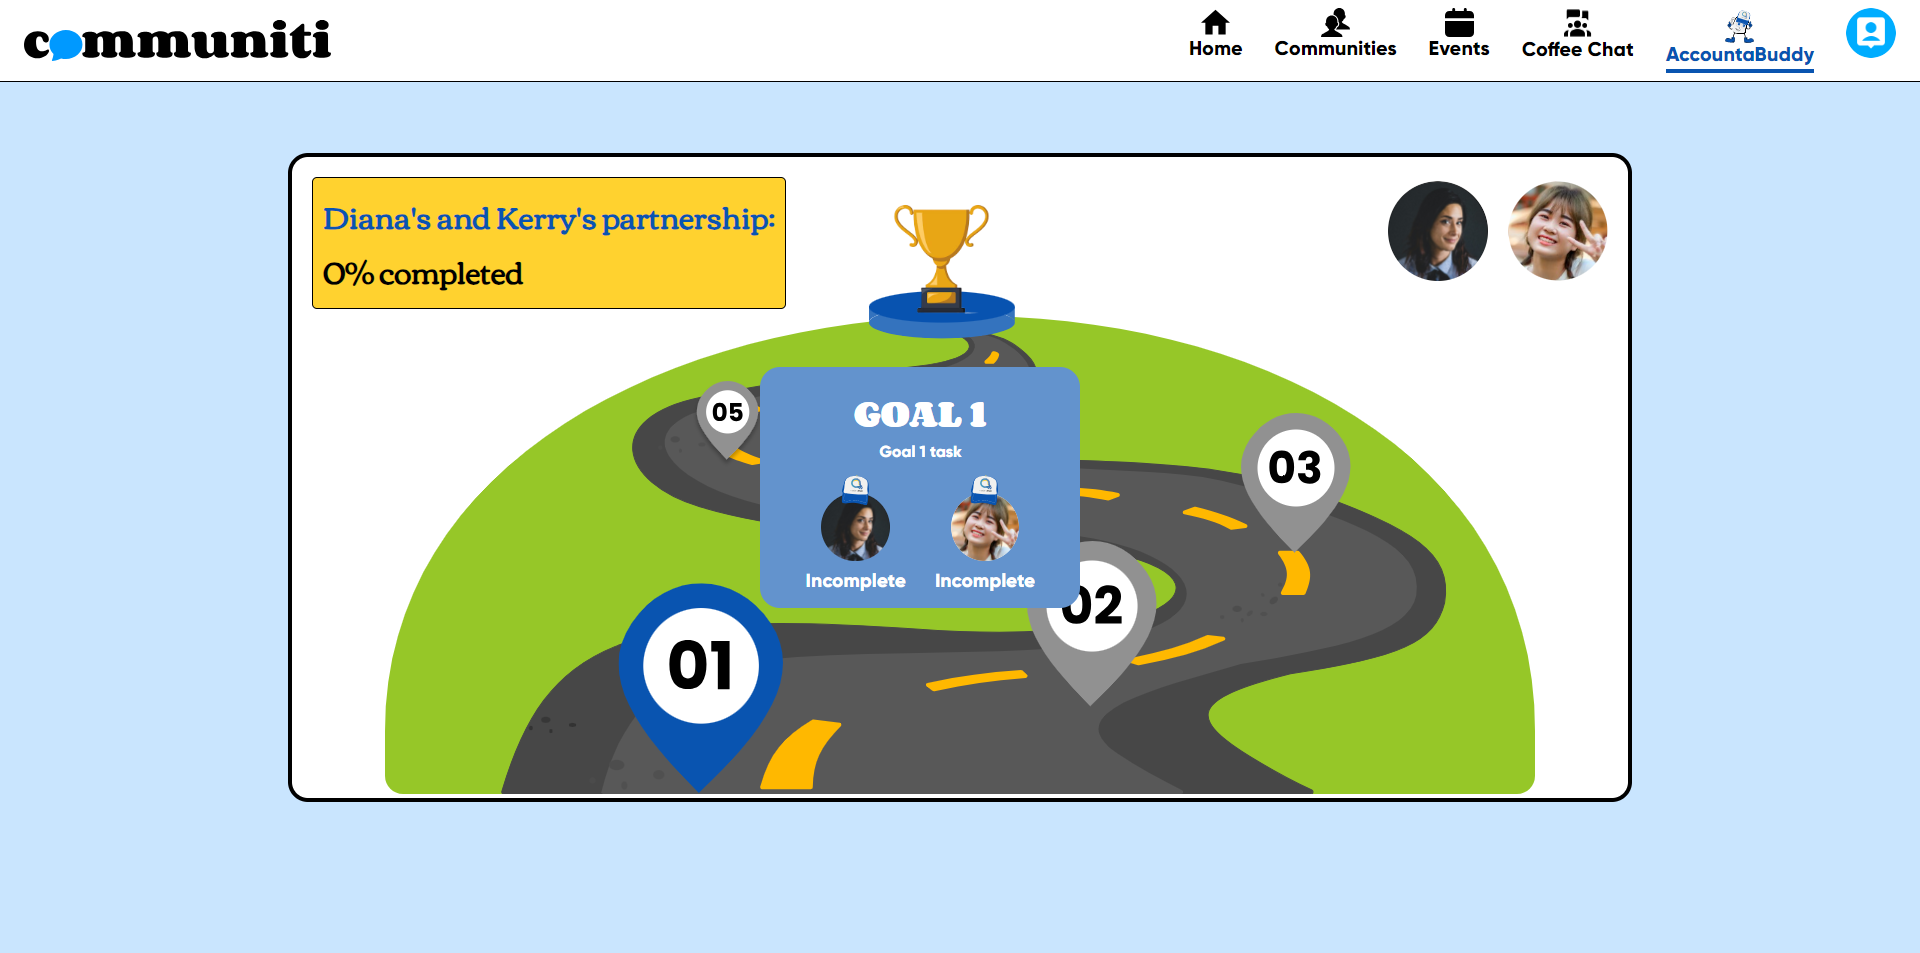 communiti
Home
Communities
Events
Coffee Chat
AccountaBuddy
Diana's and Kerry's partnership:
0% completed
05
GOAL 1
Goal 1 task
Incomplete
Incomplete
03
02
01